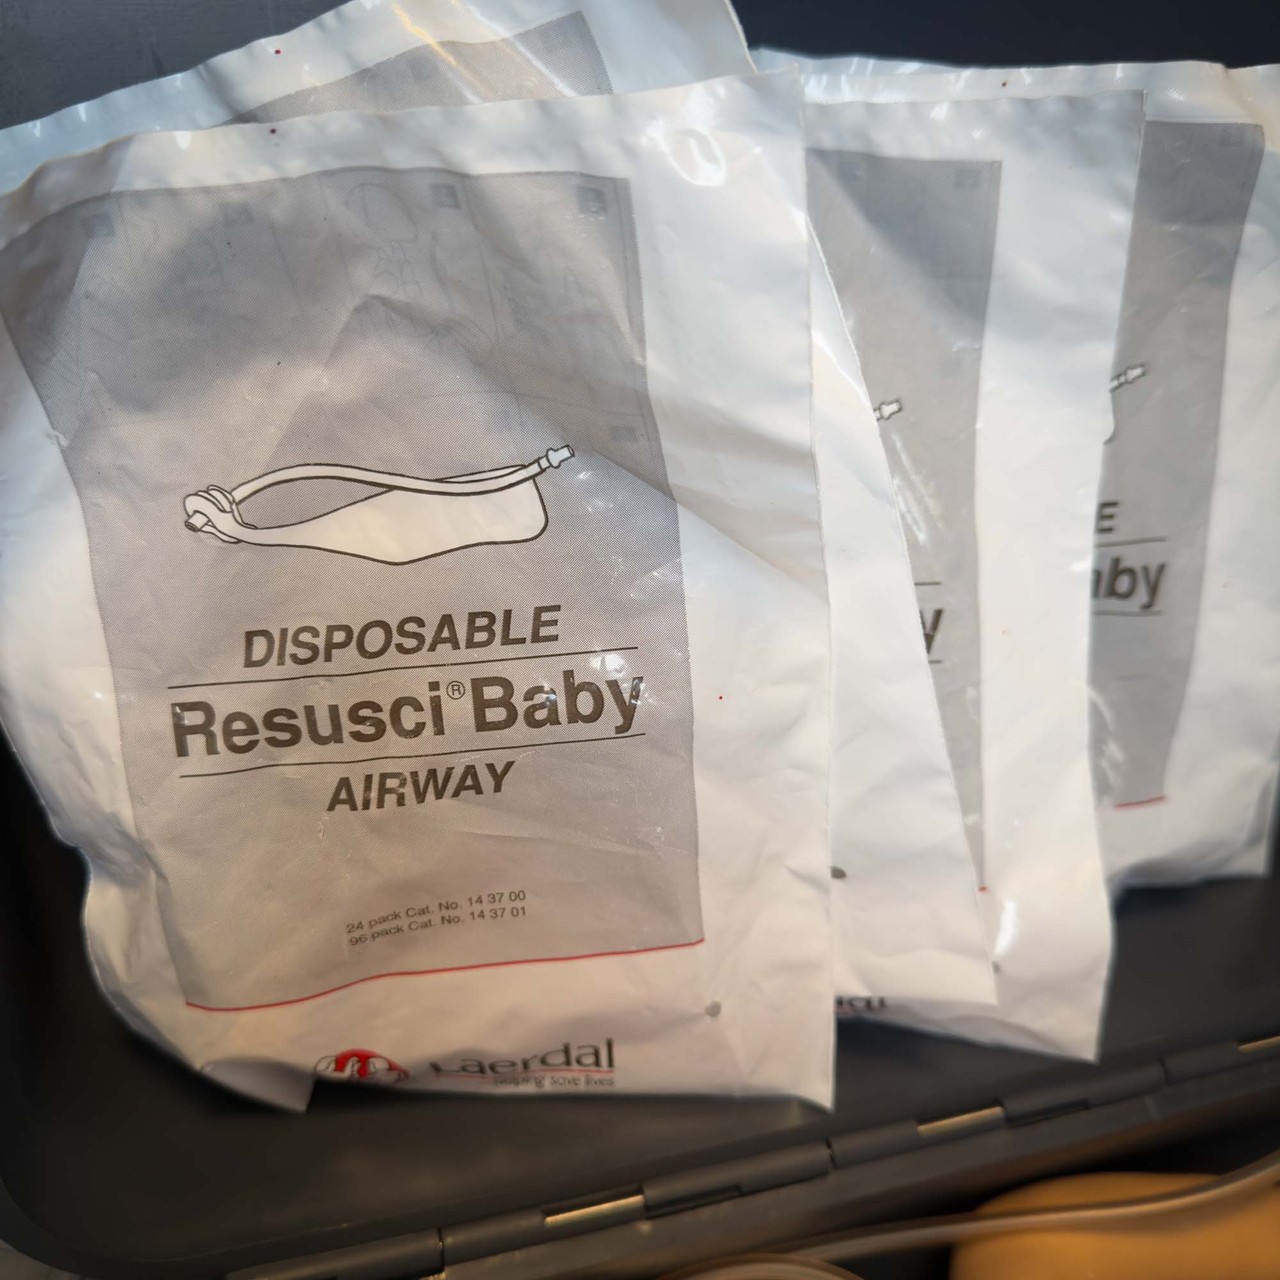 DISPOSABLE
Resusci® Baby
AIRWAY
24 pack Cat. No. 14 37 00
96 pack Cat. No. 14 37 01
Laerdal
helping save lives
E
aby
y